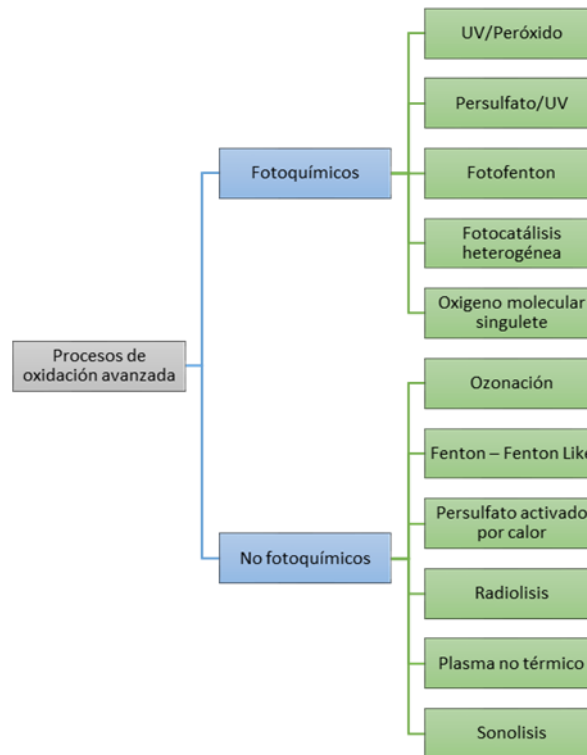 UV/Peróxido
Persulfato/UV
Fotoquímicos
Fotofenton
Fotocatálisis
heterogénea
Oxigeno molecular
singulete
Procesos de
oxidación avanzada
Ozonación
Fenton – Fenton Like
Persulfato activado
por calor
No fotoquímicos
Radiolisis
Plasma no térmico
Sonolisis